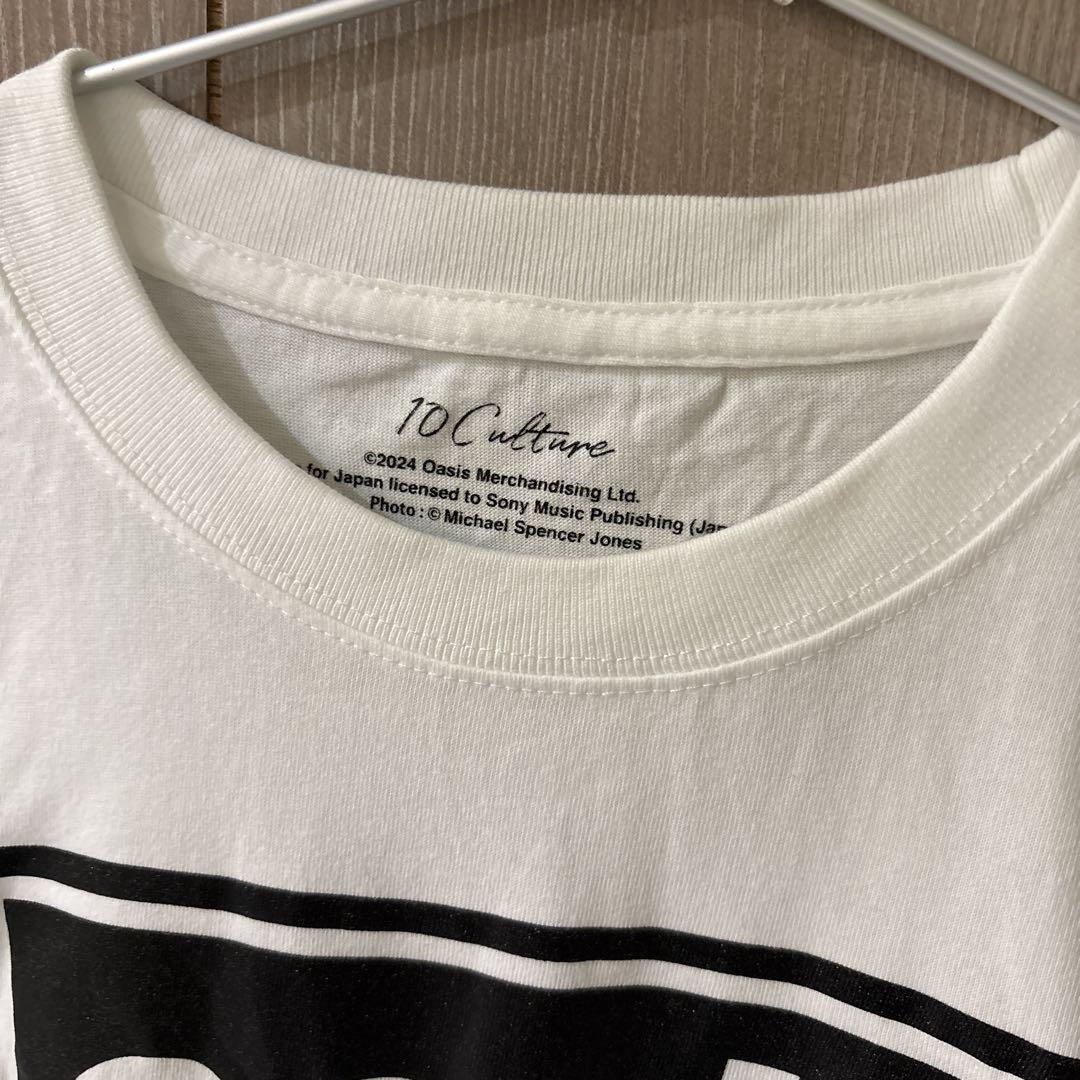 10 Culture
©2024 Oasis Merchandising Ltd.
for Japan licensed to Sony Music Publishing
Photo : © Michael Spencer Jones